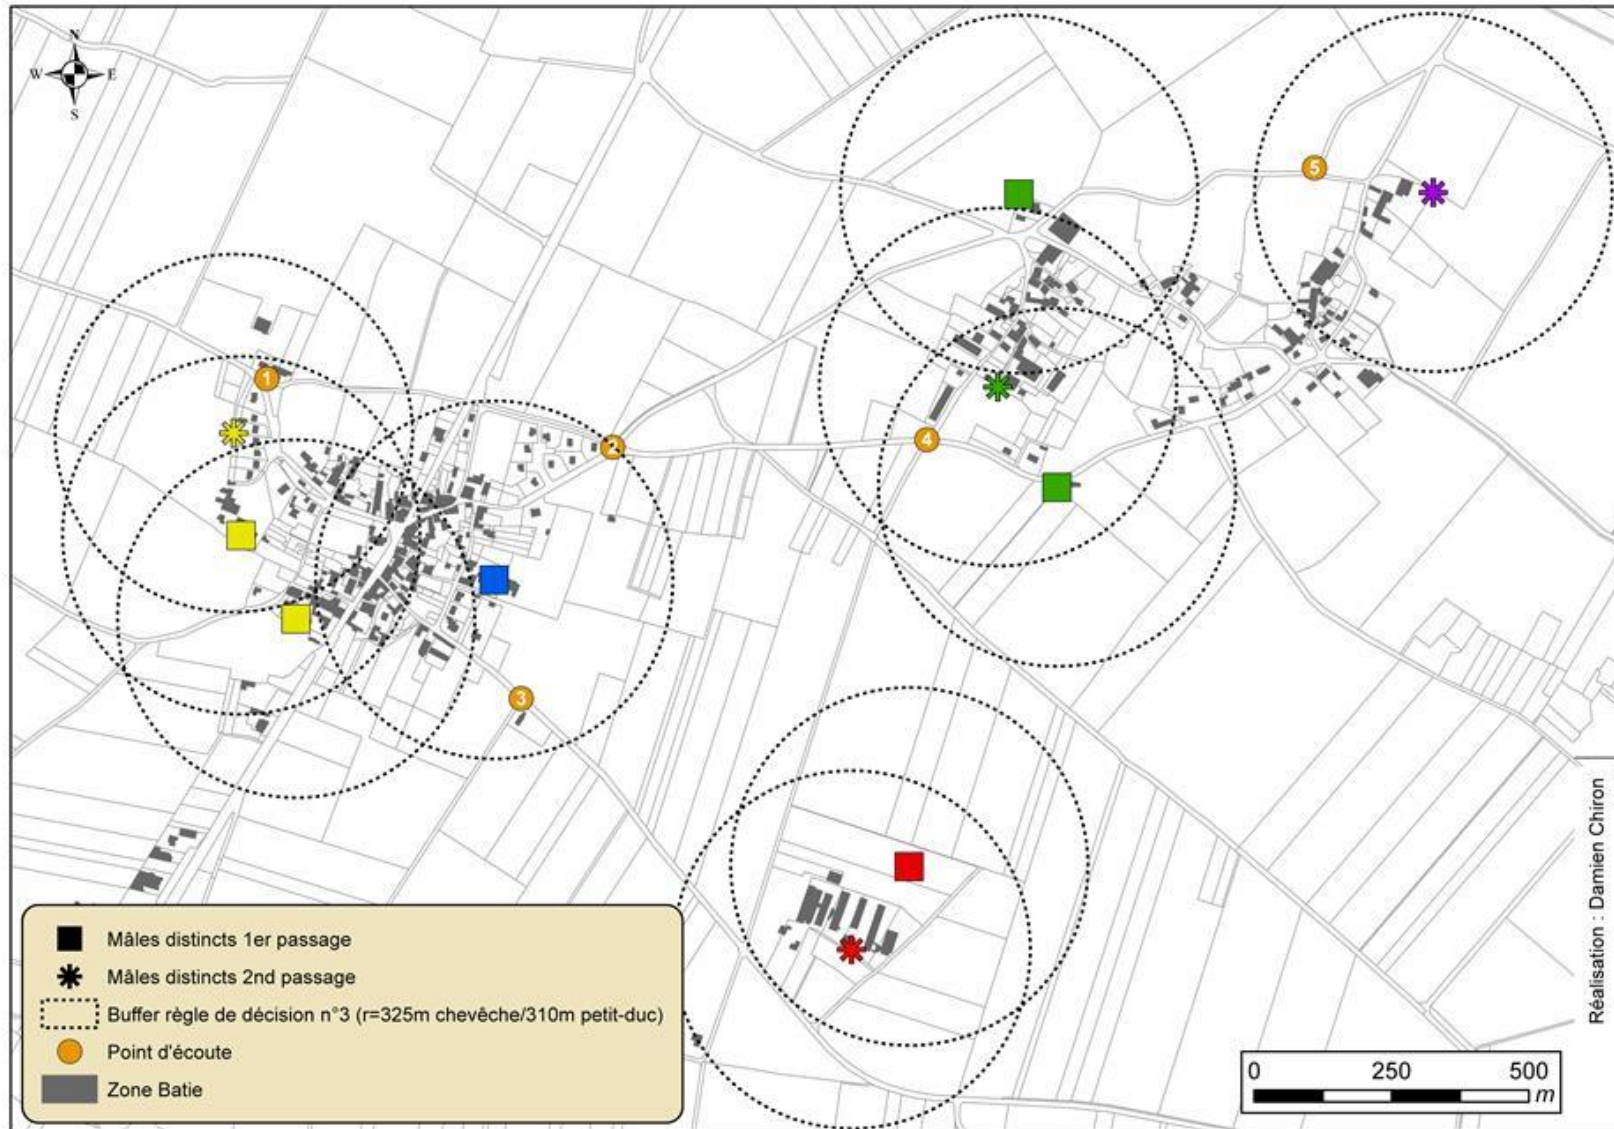 N
W E
S
5
1
2
4
3
Mâles distincts 1er passage
Mâles distincts 2nd passage
Buffer règle de décision n°3 (r=325m chevêche/310m petit-duc)
Point d'écoute
Zone Batie
0 250 500
m
Réalisation : Damien Chiron